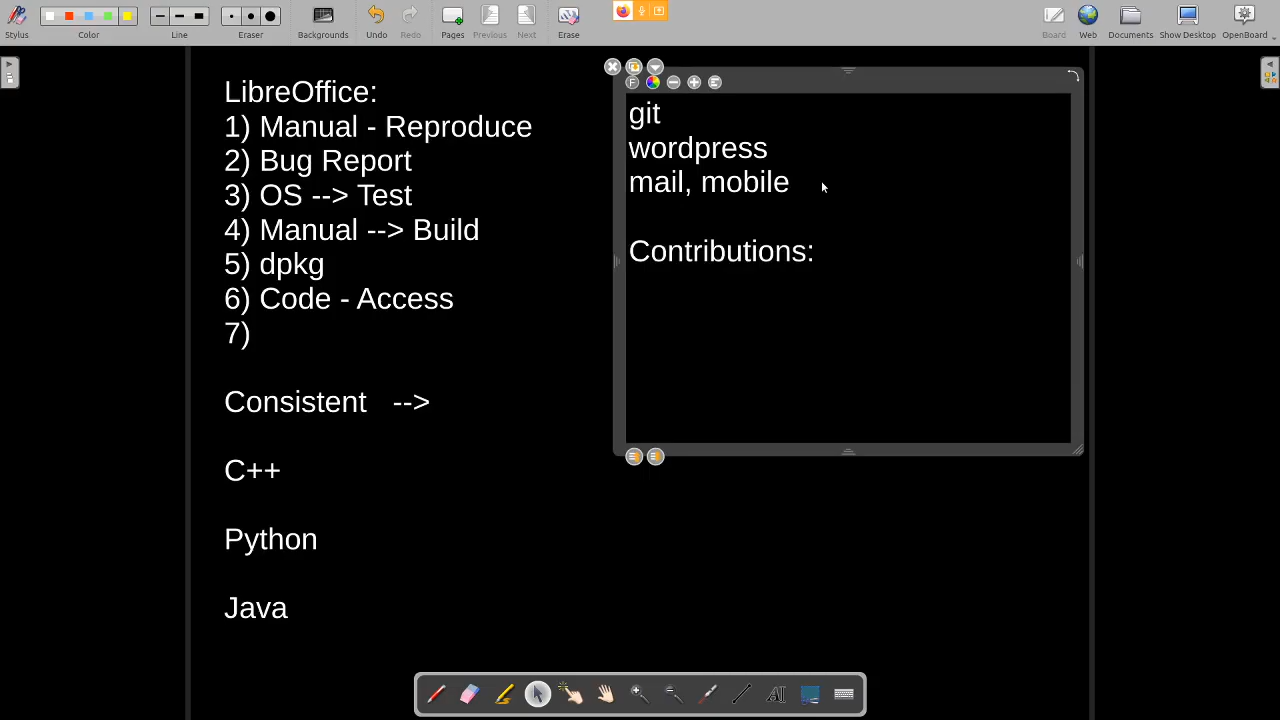 Stylus
Color
Line
Eraser
Backgrounds
Undo
Redo
Pages
Previous
Next
Erase
Board
Web
Documents
Show Desktop
OpenBoard
LibreOffice:
1) Manual - Reproduce
2) Bug Report
3) OS --> Test
4) Manual --> Build
5) dpkg
6) Code - Access
7)
Consistent -->
C++
Python
Java
F
git
wordpress
mail, mobile
Contributions:
AI